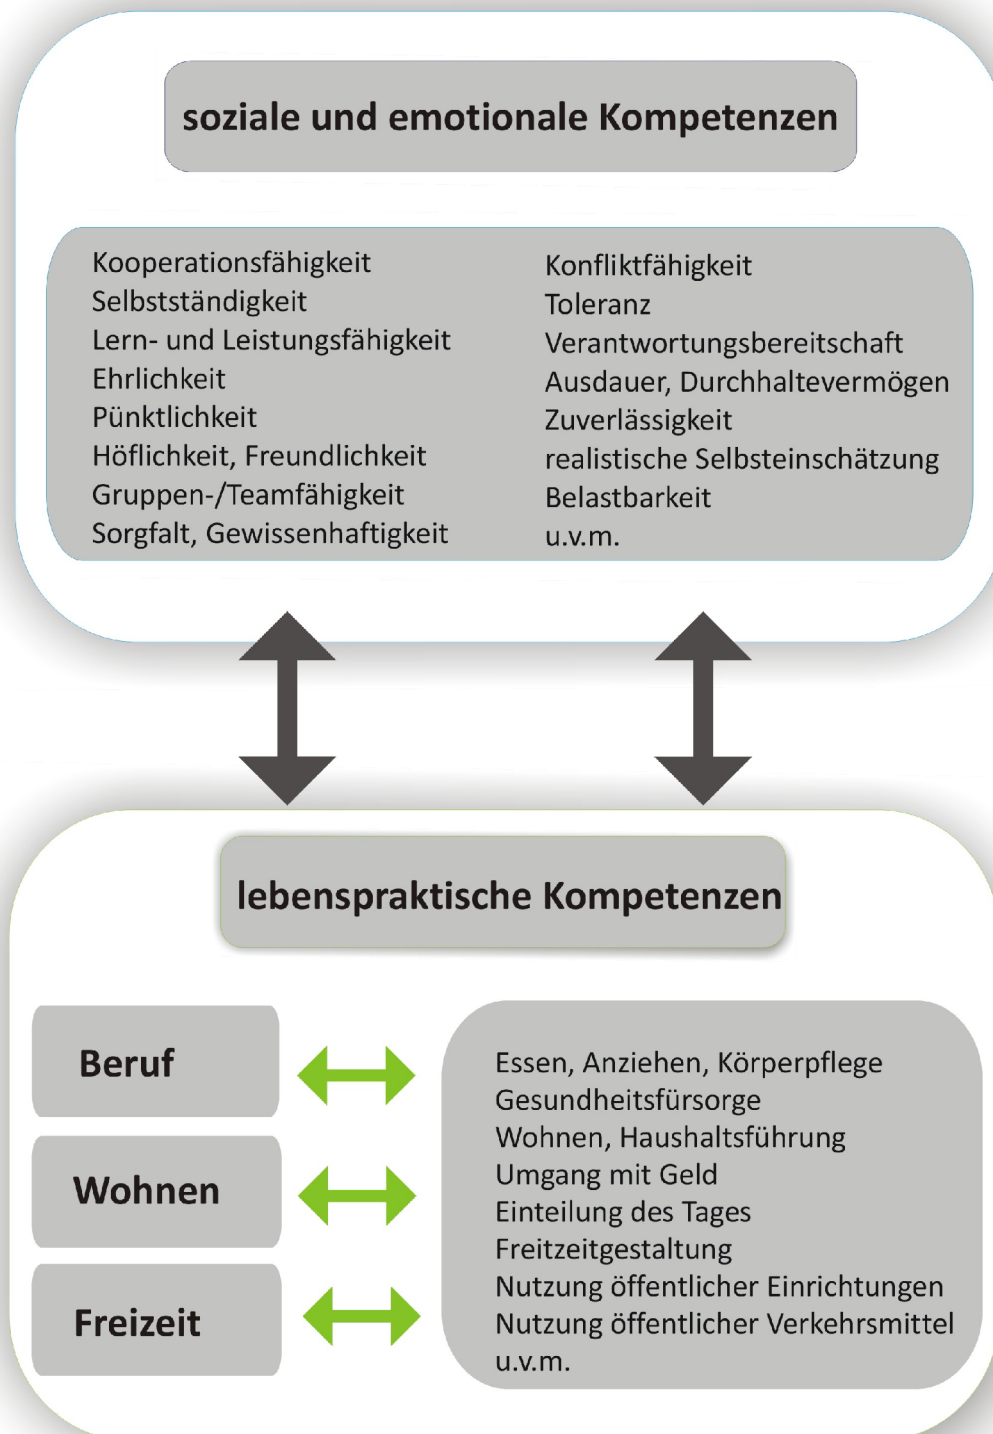 soziale und emotionale Kompetenzen
Kooperationsfähigkeit
Selbstständigkeit
Lern- und Leistungsfähigkeit
Ehrlichkeit
Pünktlichkeit
Höflichkeit, Freundlichkeit
Gruppen-/Teamfähigkeit
Sorgfalt, Gewissenhaftigkeit
Konfliktfähigkeit
Toleranz
Verantwortungsbereitschaft
Ausdauer, Durchhaltevermögen
Zuverlässigkeit
realistische Selbsteinschätzung
Belastbarkeit
u.v.m.
lebenspraktische Kompetenzen
Beruf
Wohnen
Freizeit
Essen, Anziehen, Körperpflege
Gesundheitsfürsorge
Wohnen, Haushaltsführung
Umgang mit Geld
Einteilung des Tages
Freitzeitgestaltung
Nutzung öffentlicher Einrichtungen
Nutzung öffentlicher Verkehrsmittel
u.v.m.